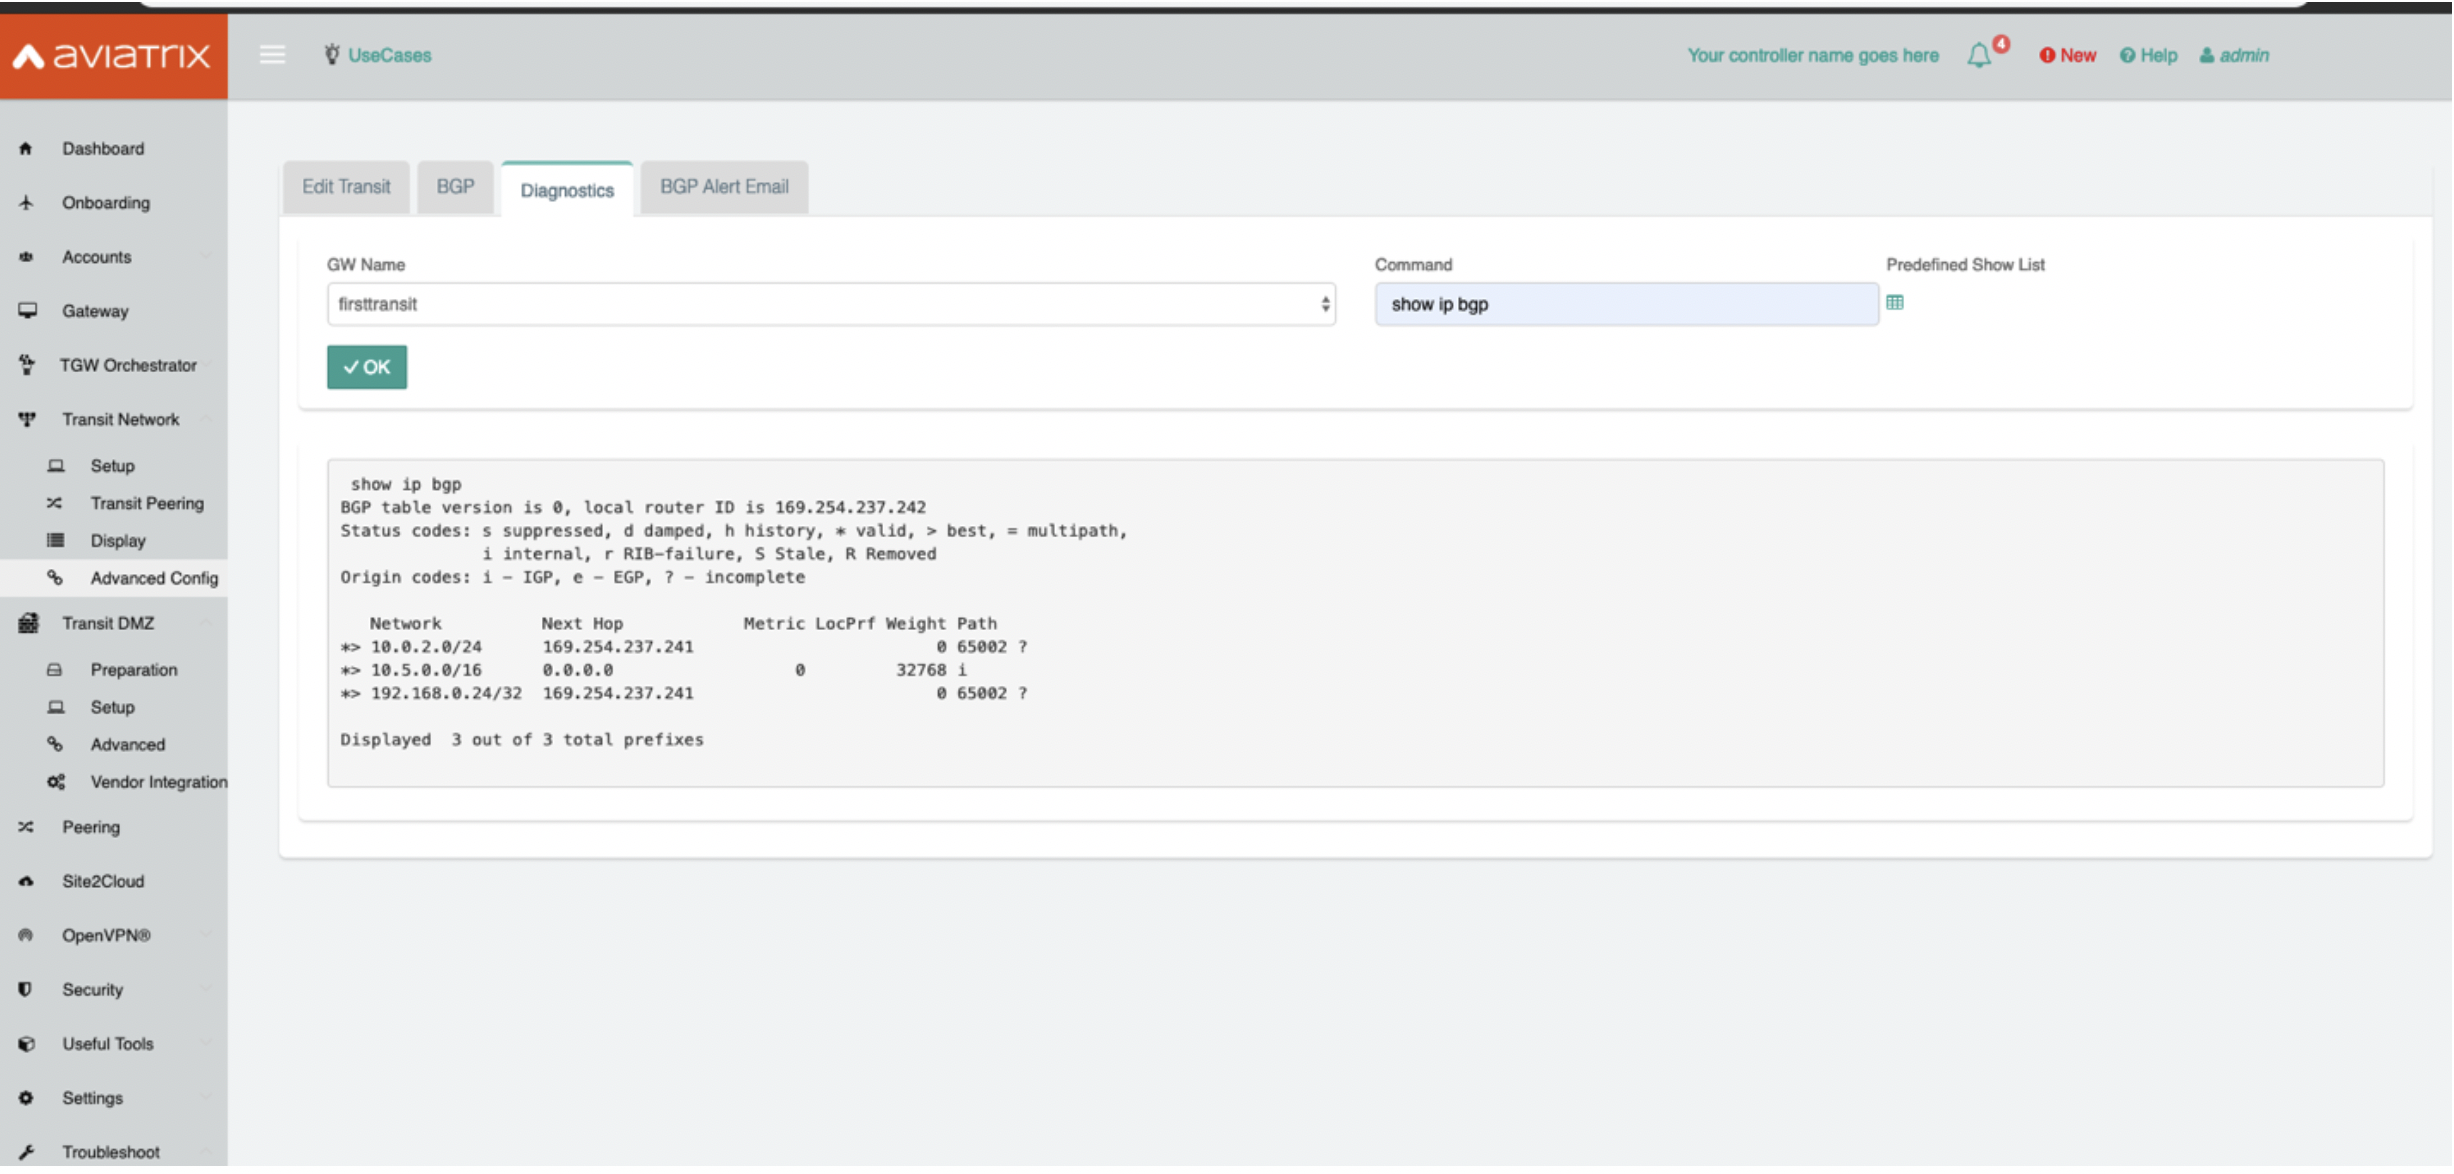 aviatrix
UseCases
Your controller name goes here
4
New
Help
admin
Dashboard
Onboarding
Accounts
Gateway
TGW Orchestrator
Transit Network
Setup
Transit Peering
Display
Advanced Config
Transit DMZ
Preparation
Setup
Advanced
Vendor Integration
Peering
Site2Cloud
OpenVPN®
Security
Useful Tools
Settings
Troubleshoot
Edit Transit
BGP
Diagnostics
BGP Alert Email
GW Name
Command
Predefined Show List
firsttransit
show ip bgp
OK
show ip bgp
BGP table version is 0, local router ID is 169.254.237.242
Status codes: s suppressed, d damped, h history, * valid, > best, = multipath,
i internal, r RIB-failure, S Stale, R Removed
Origin codes: i - IGP, e - EGP, ? - incomplete
Network Next Hop Metric LocPrf Weight Path
*> 10.0.2.0/24 169.254.237.241 0 65002 ?
*> 10.5.0.0/16 0.0.0.0 0 32768 i
*> 192.168.0.24/32 169.254.237.241 0 65002 ?
Displayed 3 out of 3 total prefixes